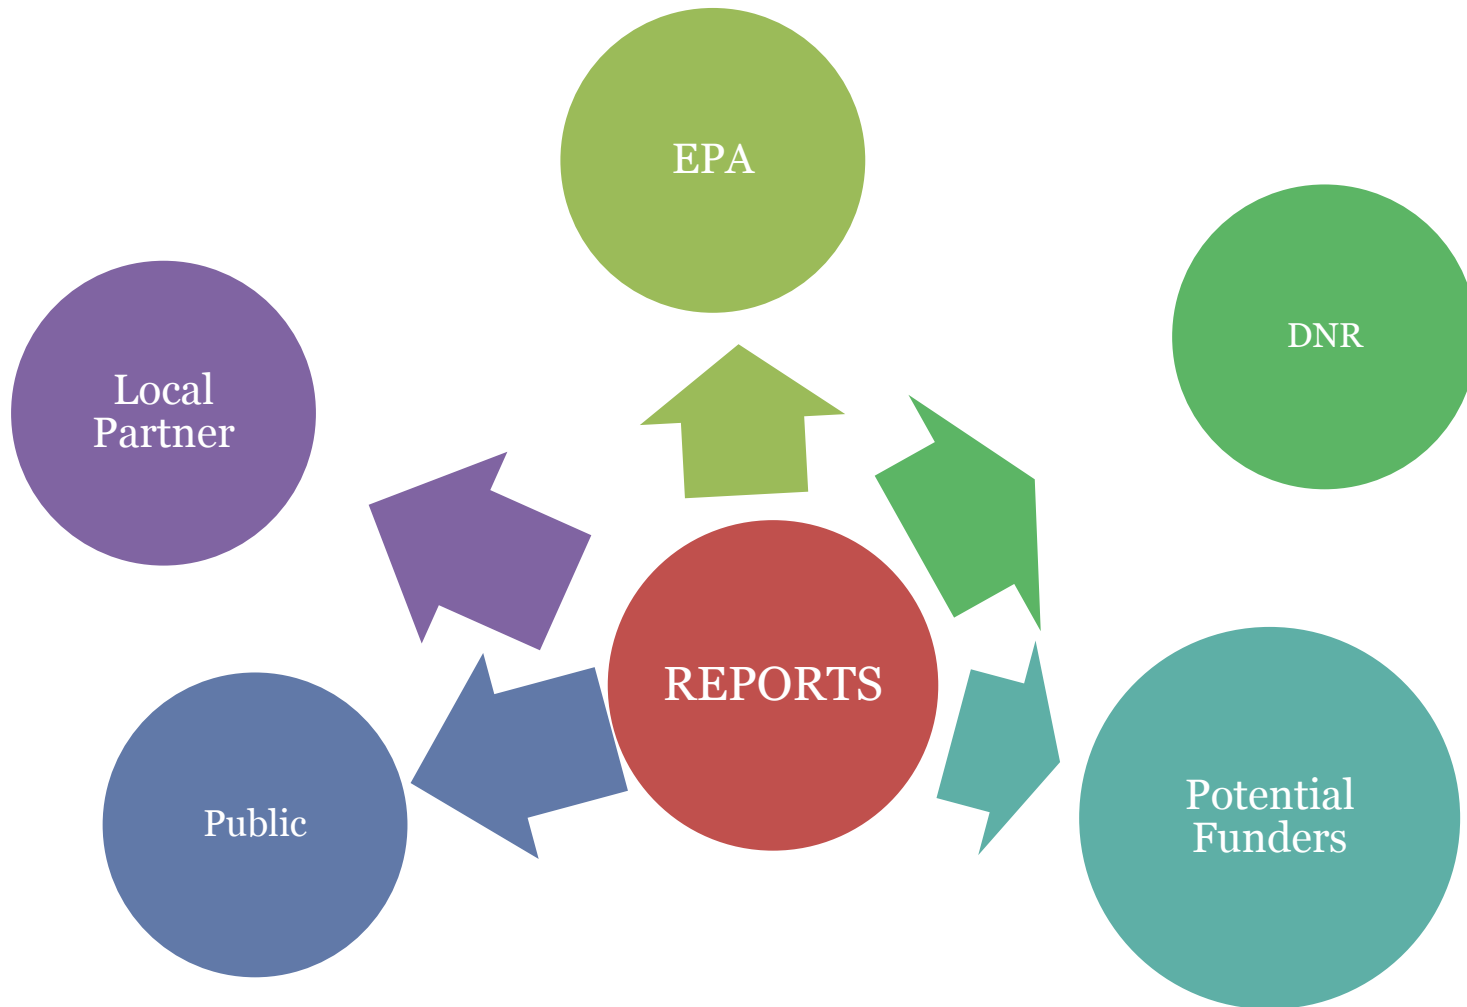 EPA
DNR
Local
Partner
REPORTS
Public
Potential
Funders